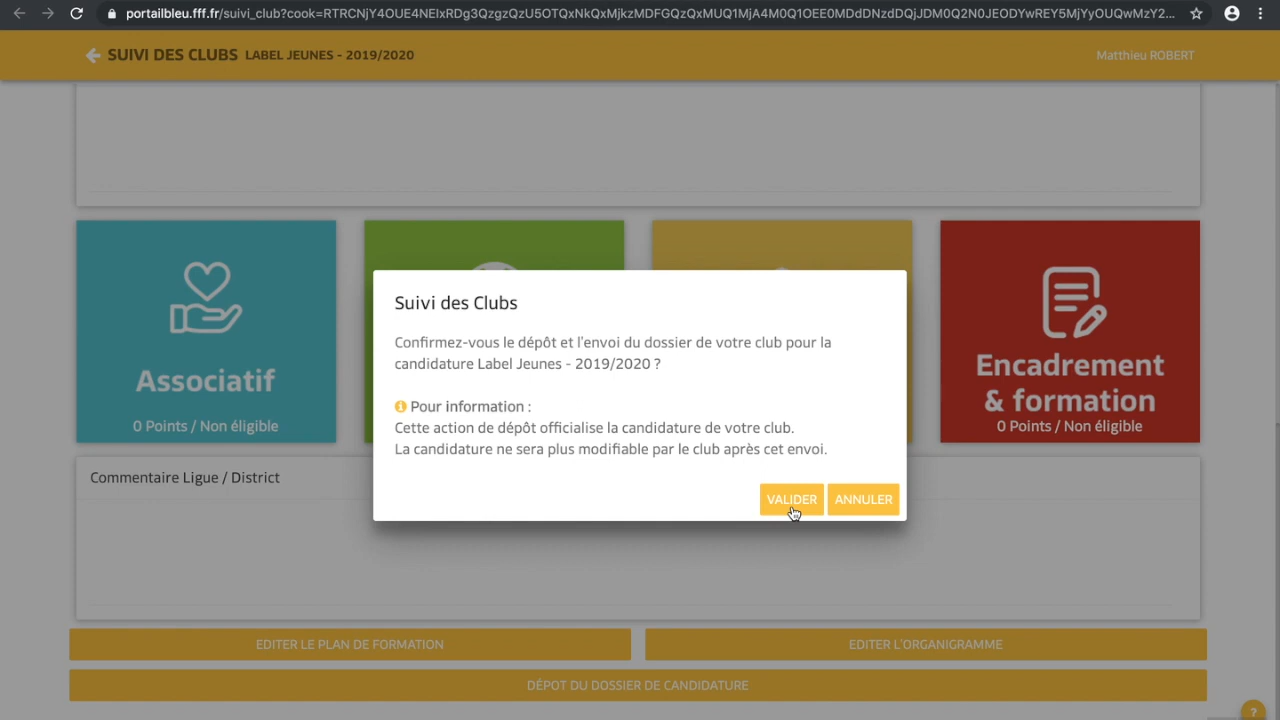 portailbleu.fff.fr/suivi_club?cook=RTRCNjY4OUE4NEIxRDg3QzgzQzU5OTQxNkQxMjkzMDFGQzQxMUQ1MjA4M0Q1OEE0MDdDNzdDQjJDM0Q2N0JEODYwREY5MjYyOUQwMzY2...
SUIVI DES CLUBS LABEL JEUNES - 2019/2020
Matthieu ROBERT
Associatif
0 Points / Non éligible
Encadrement
& formation
0 Points / Non éligible
Suivi des Clubs
Confirmez-vous le dépôt et l'envoi du dossier de votre club pour la
candidature Label Jeunes - 2019/2020 ?
Pour information :
Cette action de dépôt officialise la candidature de votre club.
La candidature ne sera plus modifiable par le club après cet envoi.
VALIDER ANNULER
Commentaire Ligue / District
EDITER LE PLAN DE FORMATION
EDITER L'ORGANIGRAMME
DÉPOT DU DOSSIER DE CANDIDATURE
?